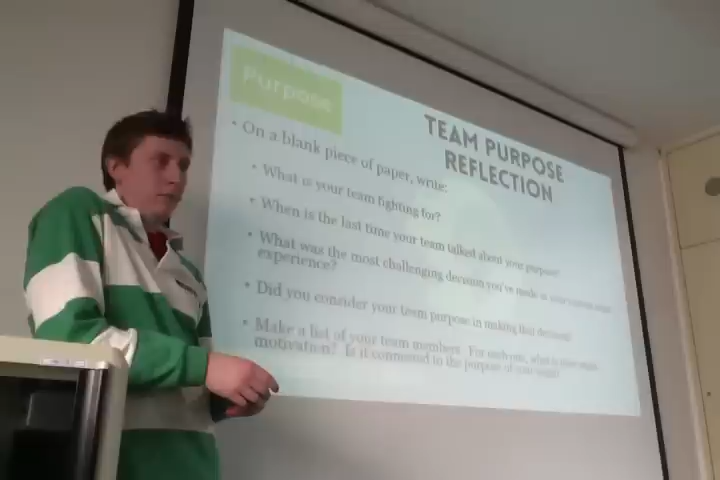 Purpose
TEAM PURPOSE
REFLECTION
• On a blank piece of paper, write:
• What is your team fighting for?
• When is the last time your team talked about your purpose?
• What was the most challenging decision you've made in your
experience?
• Did you consider your team purpose in making that decision?
• Make a list of your team members. For each one, what is their main
motivation? Is it connected to the purpose of your team?